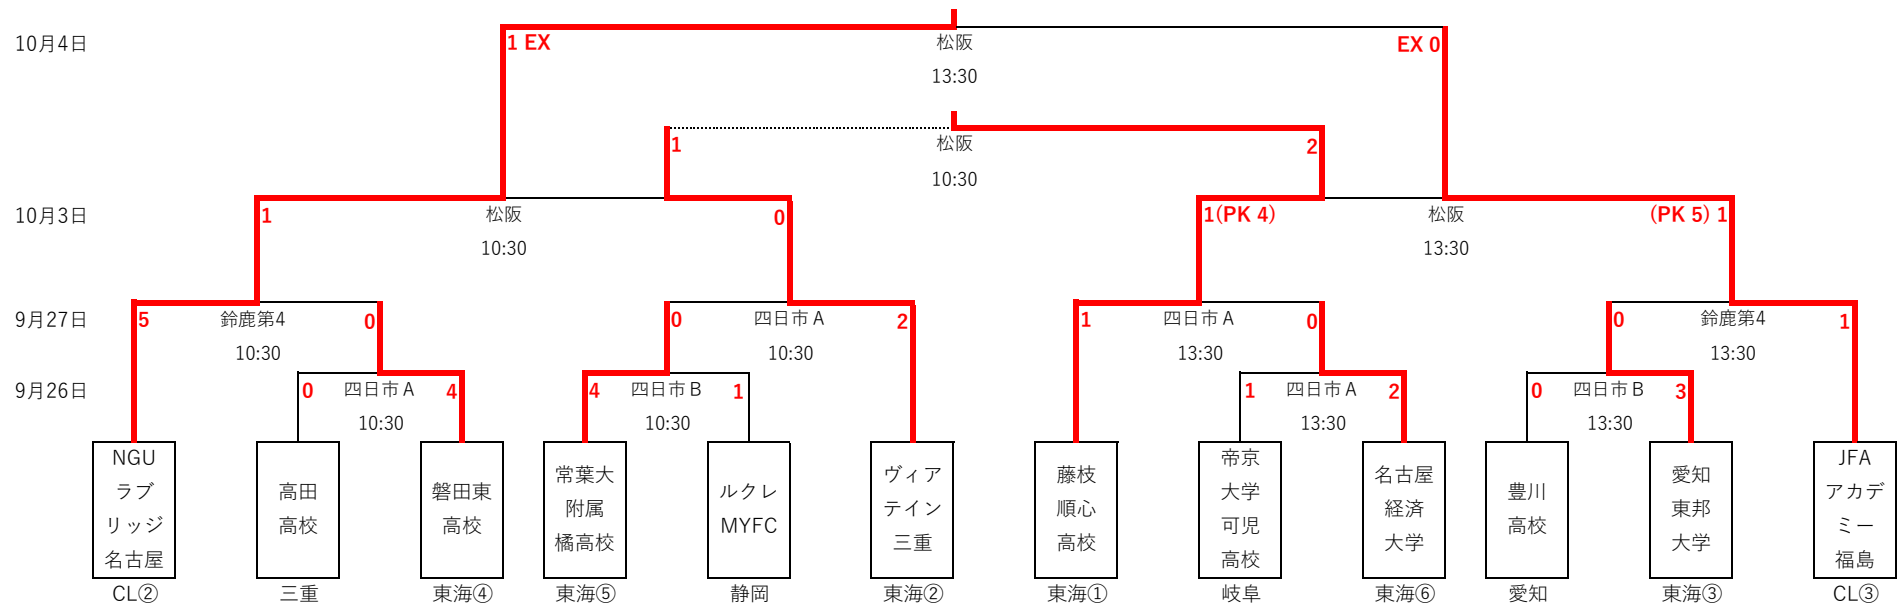 10月4日
1 EX
松阪
EX 0
13:30
1
松阪
2
10:30
10月3日
1
松阪
0
1(PK 4)
松阪
(PK 5) 1
10:30
13:30
9月27日
5
鈴鹿第4
0
0
四日市A
2
1
四日市A
0
0
鈴鹿第4
1
10:30
10:30
13:30
13:30
9月26日
0
四日市A
4
4
四日市B
1
1
四日市A
2
0
四日市B
3
10:30
10:30
13:30
13:30
NGU
ラブ
リッジ
名古屋
高田
高校
磐田東
高校
常葉大
附属
橘高校
ルクレ
MYFC
ヴィア
テイン
三重
藤枝
順心
高校
帝京
大学
可児
高校
名古屋
経済
大学
豊川
高校
愛知
東邦
大学
JFA
アカデ
ミー
福島
CL②
三重
東海④
東海⑤
静岡
東海②
東海①
岐阜
東海⑥
愛知
東海③
CL③